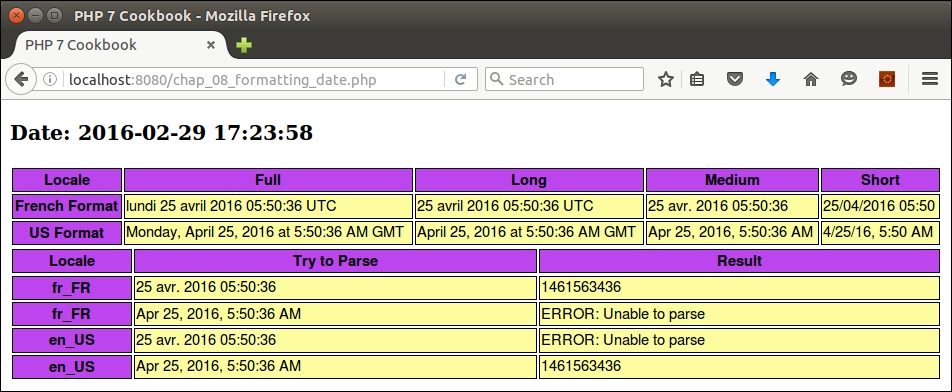 PHP 7 Cookbook - Mozilla Firefox
PHP 7 Cookbook
localhost:8080/chap_08_formatting_date.php
Search
Date: 2016-02-29 17:23:58
Locale Full Long Medium Short
French Format lundi 25 avril 2016 05:50:36 UTC 25 avril 2016 05:50:36 UTC 25 avr. 2016 05:50:36 25/04/2016 05:50
US Format Monday, April 25, 2016 at 5:50:36 AM GMT April 25, 2016 at 5:50:36 AM GMT Apr 25, 2016, 5:50:36 AM 4/25/16, 5:50 AM
Locale Try to Parse Result
fr_FR 25 avr. 2016 05:50:36 1461563436
fr_FR Apr 25, 2016, 5:50:36 AM ERROR: Unable to parse
en_US 25 avr. 2016 05:50:36 ERROR: Unable to parse
en_US Apr 25, 2016, 5:50:36 AM 1461563436